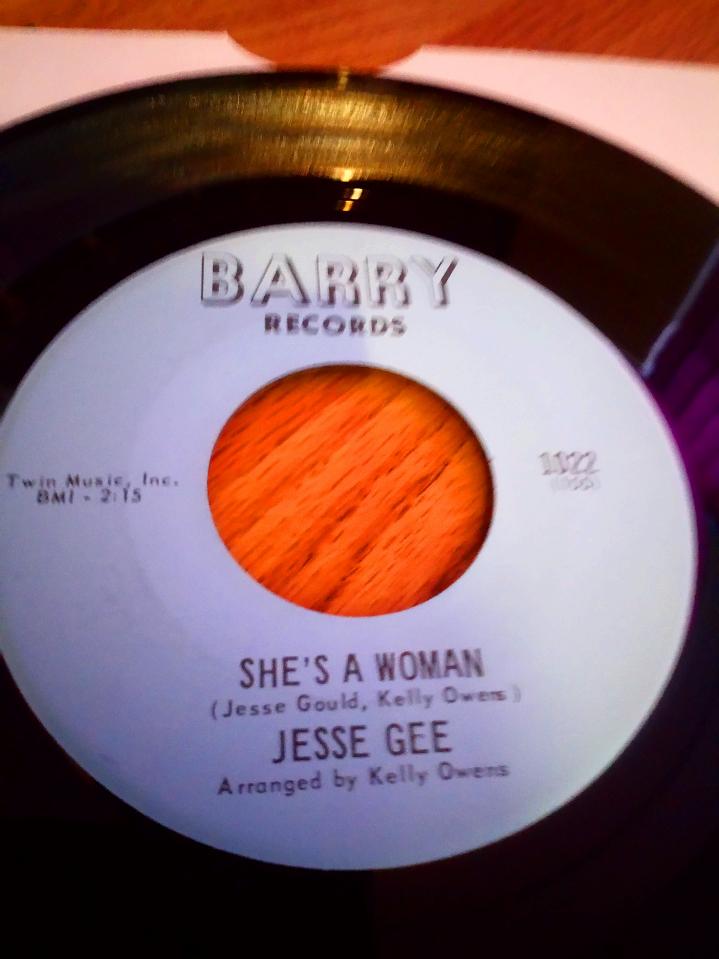 BARRY
RECORDS
Twin Music, Inc.
BMI - 2:15
1122
SHE'S A WOMAN
(Jesse Gould, Kelly Owens)
JESSE GEE
Arranged by Kelly Owens